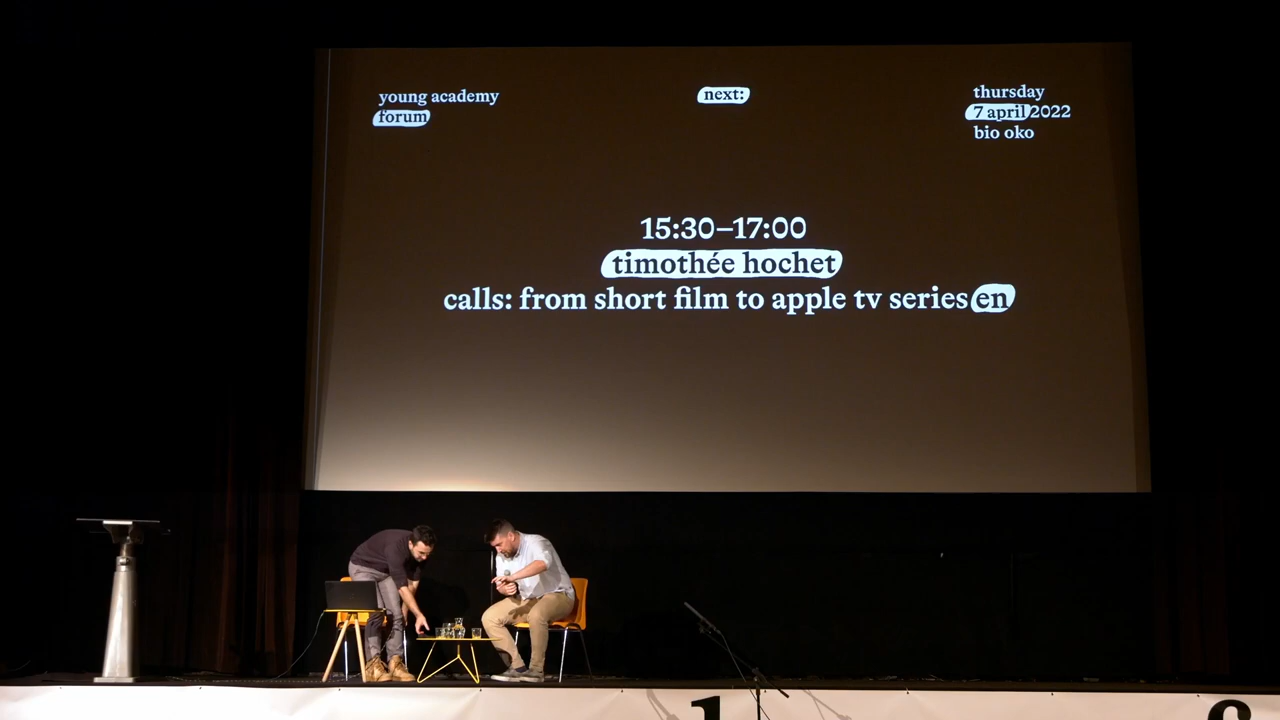 young academy
forum
next:
thursday
7 april 2022
bio oko
15:30–17:00
timothée hochet
calls: from short film to apple tv series en